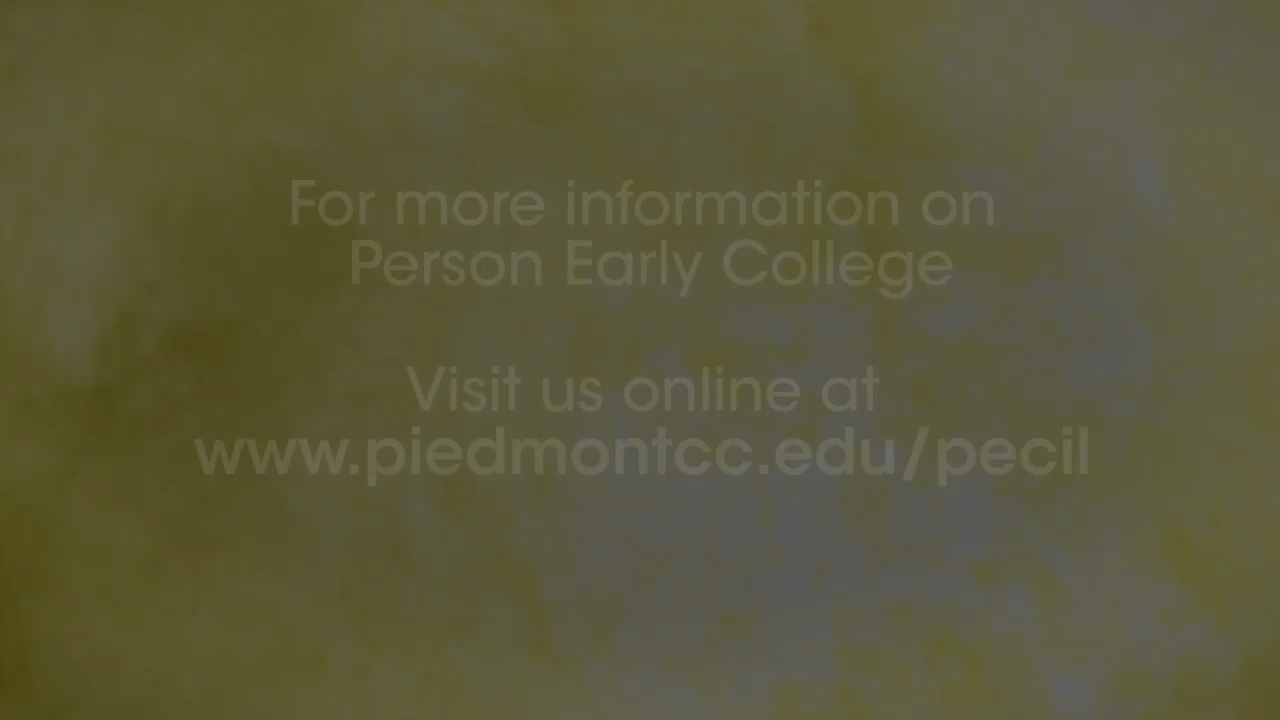 For more information on
Person Early College
Visit us online at
www.piedmontcc.edu/pecil